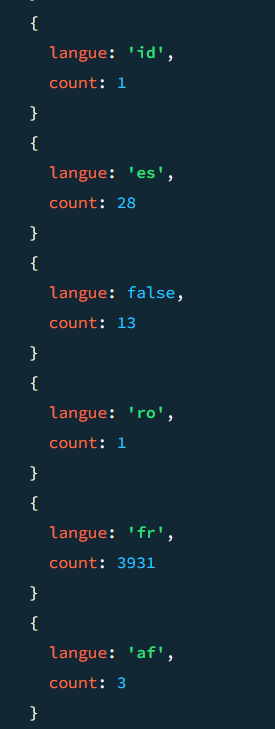 {
langue: 'id',
count: 1
}
{
langue: 'es',
count: 28
}
{
langue: false,
count: 13
}
{
langue: 'ro',
count: 1
}
{
langue: 'fr',
count: 3931
}
{
langue: 'af',
count: 3
}